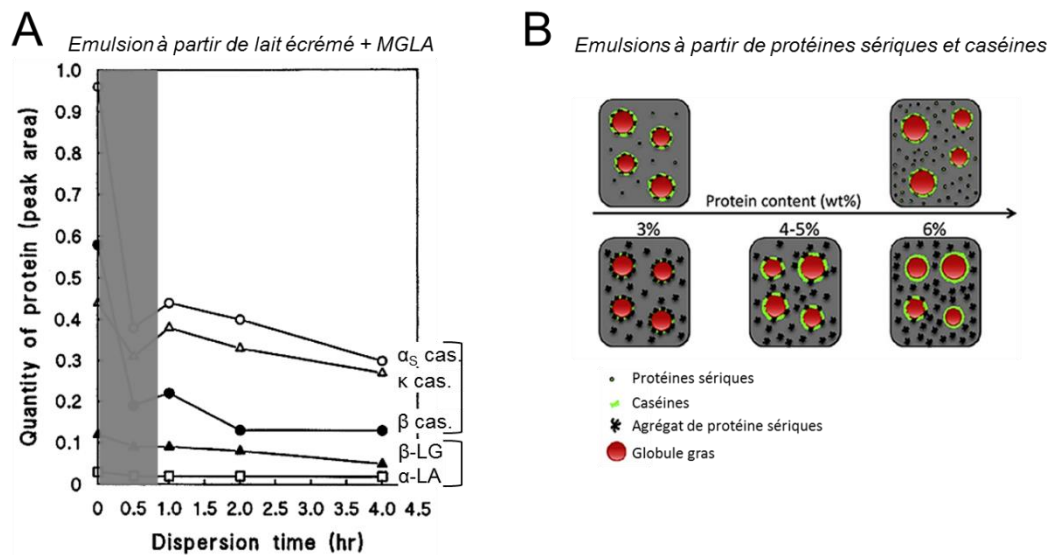 A
Emulsion à partir de lait écrémé + MGLA
Quantity of protein (peak area)
1.0
0.9
0.8
0.7
0.6
0.5
0.4
0.3
0.2
0.1
0
0 0.5 1.0 1.5 2.0 2.5 3.0 3.5 4.0 4.5
Dispersion time (hr)
αS cas.
κ cas.
β cas.
β-LG
α-LA
B
Emulsions à partir de protéines sériques et caséines
Protein content (wt%)
3% 4-5% 6%
Protéines sériques
Caséines
Agrégat de protéine sériques
Globule gras